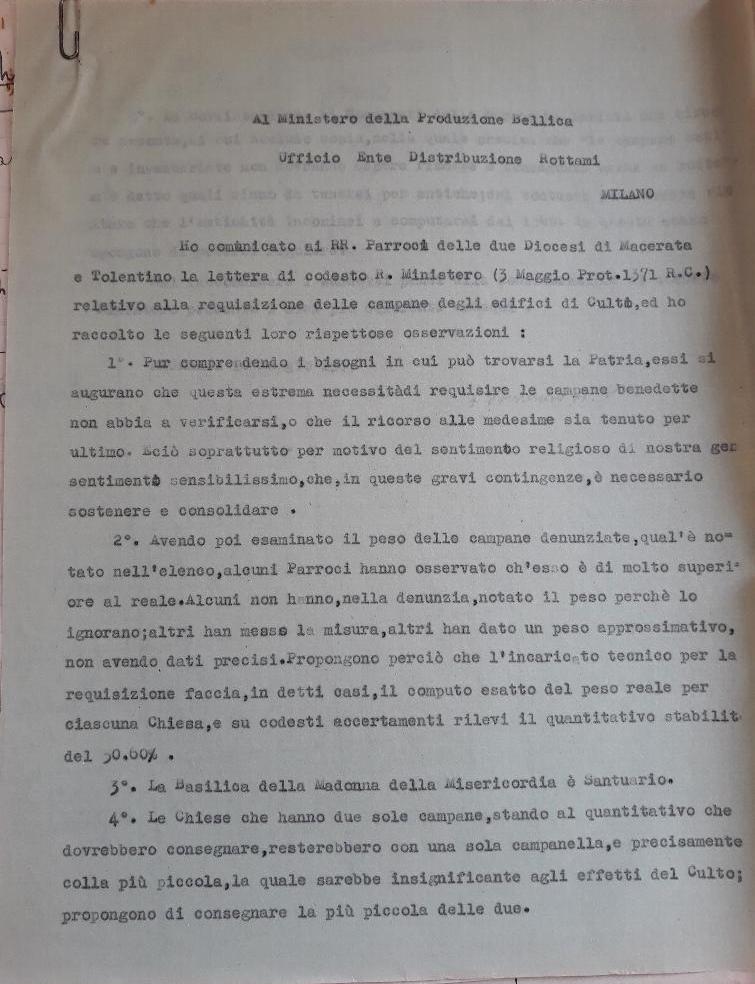 Al Ministero della Produzione Bellica
Ufficio Ente Distribuzione Rottami
MILANO
Ho comunicato ai RR. Parroci delle due Diocesi di Macerata
e Tolentino la lettera di codesto R. Ministero (3 Maggio Prot.1371 R.C.)
relativo alla requisizione delle campane degli edifici di Culto,ed ho
raccolto le seguenti loro rispettose osservazioni :
1°. Pur comprendendo i bisogni in cui può trovarsi la Patria,essi si
augurano che questa estrema necessitàdi requisire le campane benedette
non abbia a verificarsi,o che il ricorso alle medesime sia tenuto per
ultimo. Eciò soprattutto per motivo del sentimento religioso di nostra gen
sentimento sensibilissimo,che,in queste gravi contingenze,è necessario
sostenere e consolidare .
2°. Avendo poi esaminato il peso delle campane denunziate,qual'è no=
tato nell'elenco,alcuni Parroci hanno osservato ch'esso è di molto superi=
ore al reale.Alcuni non hanno,nella denunzia,notato il peso perchè lo
ignorano;altri han messo la misura,altri han dato un peso approssimativo,
non avendo dati precisi.Propongono perciò che l'incaricato tecnico per la
requisizione faccia,in detti casi,il computo esatto del peso reale per
ciascuna Chiesa,e su codesti accertamenti rilevi il quantitativo stabilit
del 50.60% .
3°. La Basilica della Madonna della Misericordia è Santuario.
4°. Le Chiese che hanno due sole campane,stando al quantitativo che
dovrebbero consegnare,resterebbero con una sola campanella,e precisamente
colla più piccola,la quale sarebbe insignificante agli effetti del Culto;
propongono di consegnare la più piccola delle due.